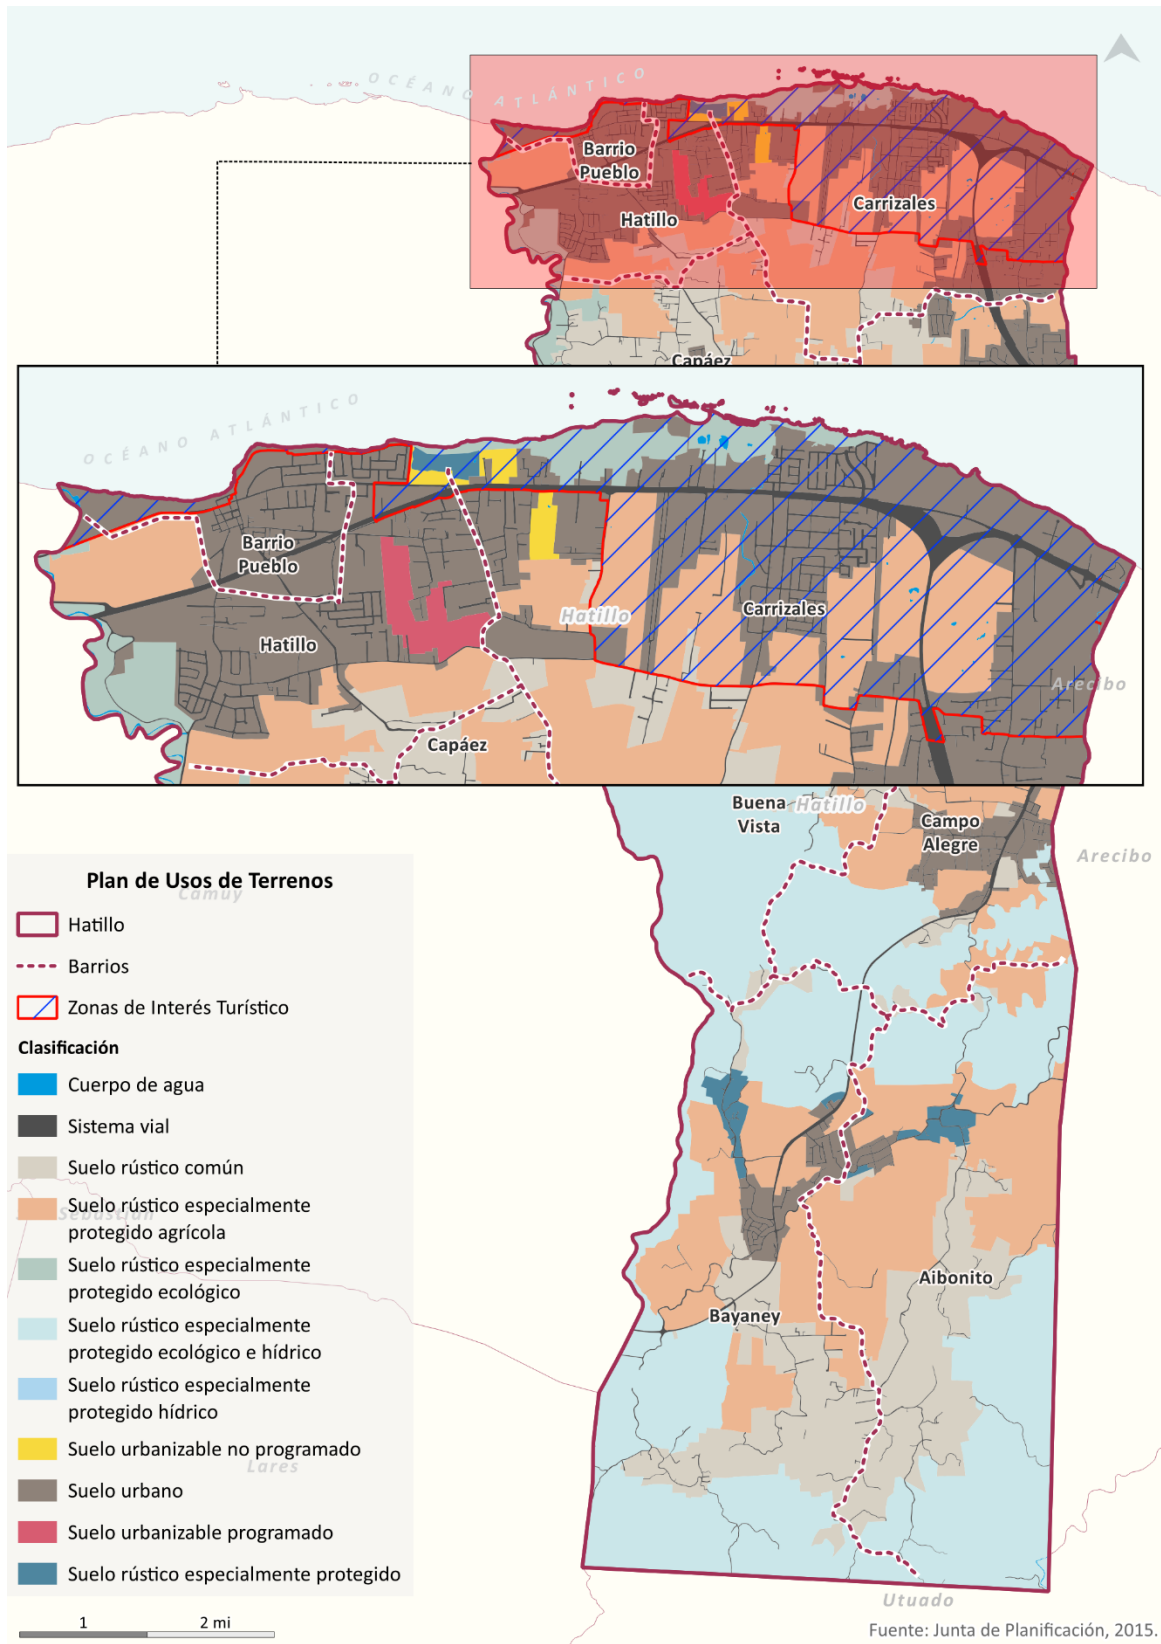 OCÉANO ATLÁNTICO
Barrio
Pueblo
Hatillo
Carrizales
Capáez
OCÉANO ATLÁNTICO
Barrio
Pueblo
Hatillo
Hatillo
Carrizales
Arecibo
Capáez
Buena
Vista
Hatillo
Campo
Alegre
Arecibo
Plan de Usos de Terrenos
Camuy
Hatillo
Barrios
Zonas de Interés Turístico
Clasificación
Cuerpo de agua
Sistema vial
Suelo rústico común
Suelo rústico especialmente
protegido agrícola
Sebastián
Suelo rústico especialmente
protegido ecológico
Suelo rústico especialmente
protegido ecológico e hídrico
Suelo rústico especialmente
protegido hídrico
Suelo urbanizable no programado
Lares
Suelo urbano
Suelo urbanizable programado
Suelo rústico especialmente protegido
Aibonito
Bayaney
Utuado
1 2 mi
Fuente: Junta de Planificación, 2015.